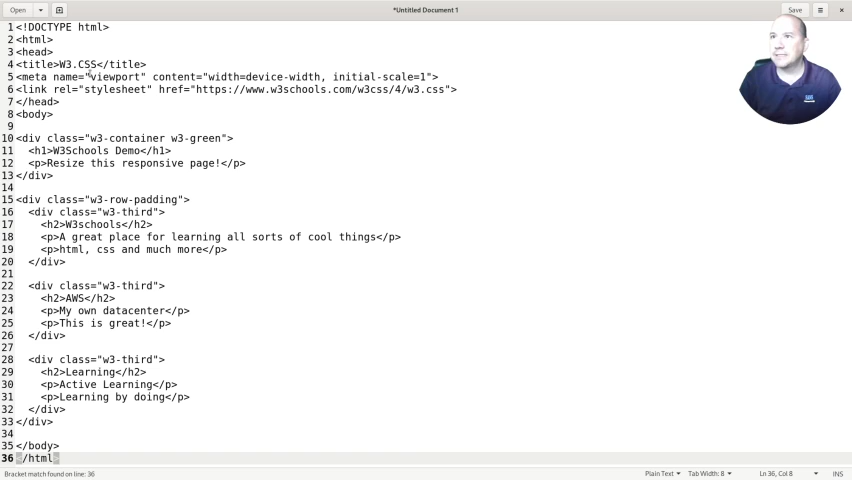 Open
*Untitled Document 1
Save
1 <!DOCTYPE html>
2 <html>
3 <head>
4 <title>W3.CSS</title>
5 <meta name="viewport" content="width=device-width, initial-scale=1">
6 <link rel="stylesheet" href="https://www.w3schools.com/w3css/4/w3.css">
7 </head>
8 <body>
9
10 <div class="w3-container w3-green">
11   <h1>W3Schools Demo</h1>
12   <p>Resize this responsive page!</p>
13 </div>
14
15 <div class="w3-row-padding">
16   <div class="w3-third">
17     <h2>W3schools</h2>
18     <p>A great place for learning all sorts of cool things</p>
19     <p>html, css and much more</p>
20   </div>
21
22   <div class="w3-third">
23     <h2>AWS</h2>
24     <p>My own datacenter</p>
25     <p>This is great!</p>
26   </div>
27
28   <div class="w3-third">
29     <h2>Learning</h2>
30     <p>Active Learning</p>
31     <p>Learning by doing</p>
32   </div>
33 </div>
34
35 </body>
36 </html>
Bracket match found on line: 36
Plain Text
Tab Width: 8
Ln 36, Col 8
INS